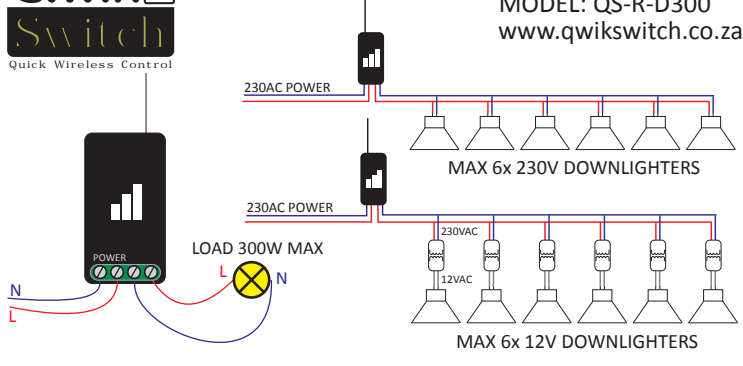 Switch
Quick Wireless Control
MODEL: QS-R-D300
www.qwikswitch.co.za
230AC POWER
MAX 6x 230V DOWNLIGHTERS
230AC POWER
230VAC
12VAC
MAX 6x 12V DOWNLIGHTERS
POWER
LOAD 300W MAX
L
N
N
L